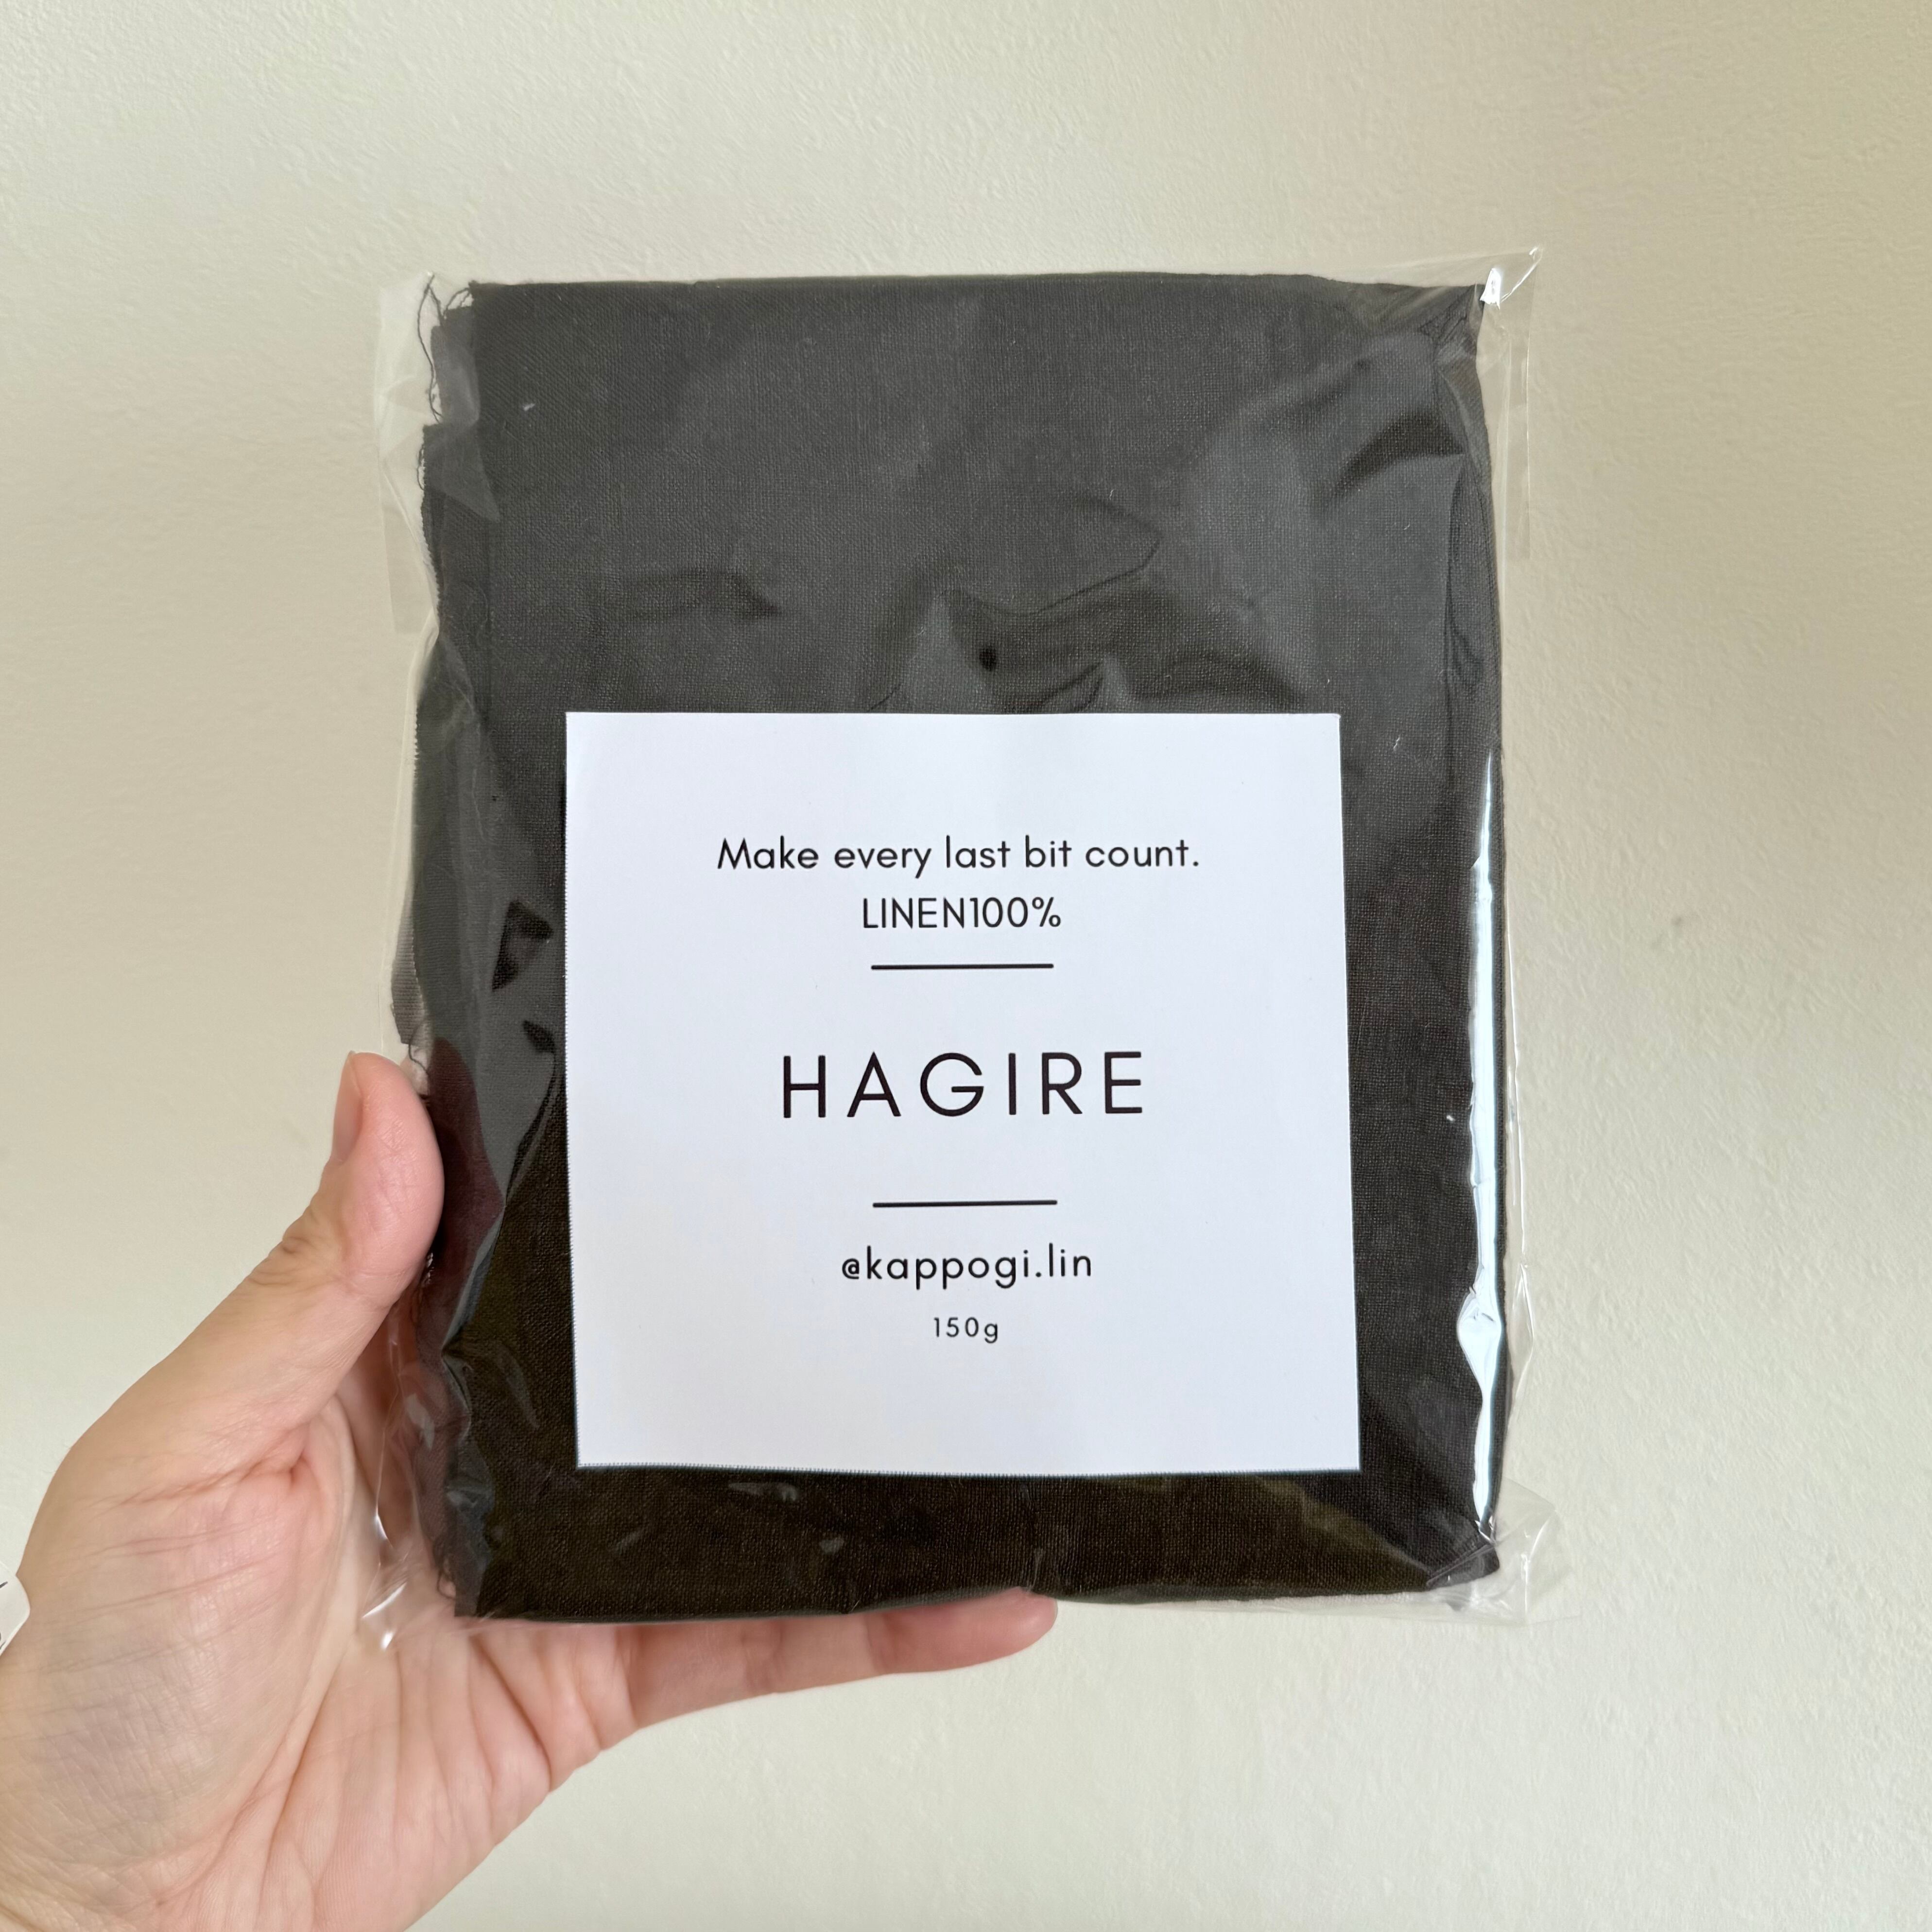 Make every last bit count.
LINEN100%
HAGIRE
@kappogi.lin
150g